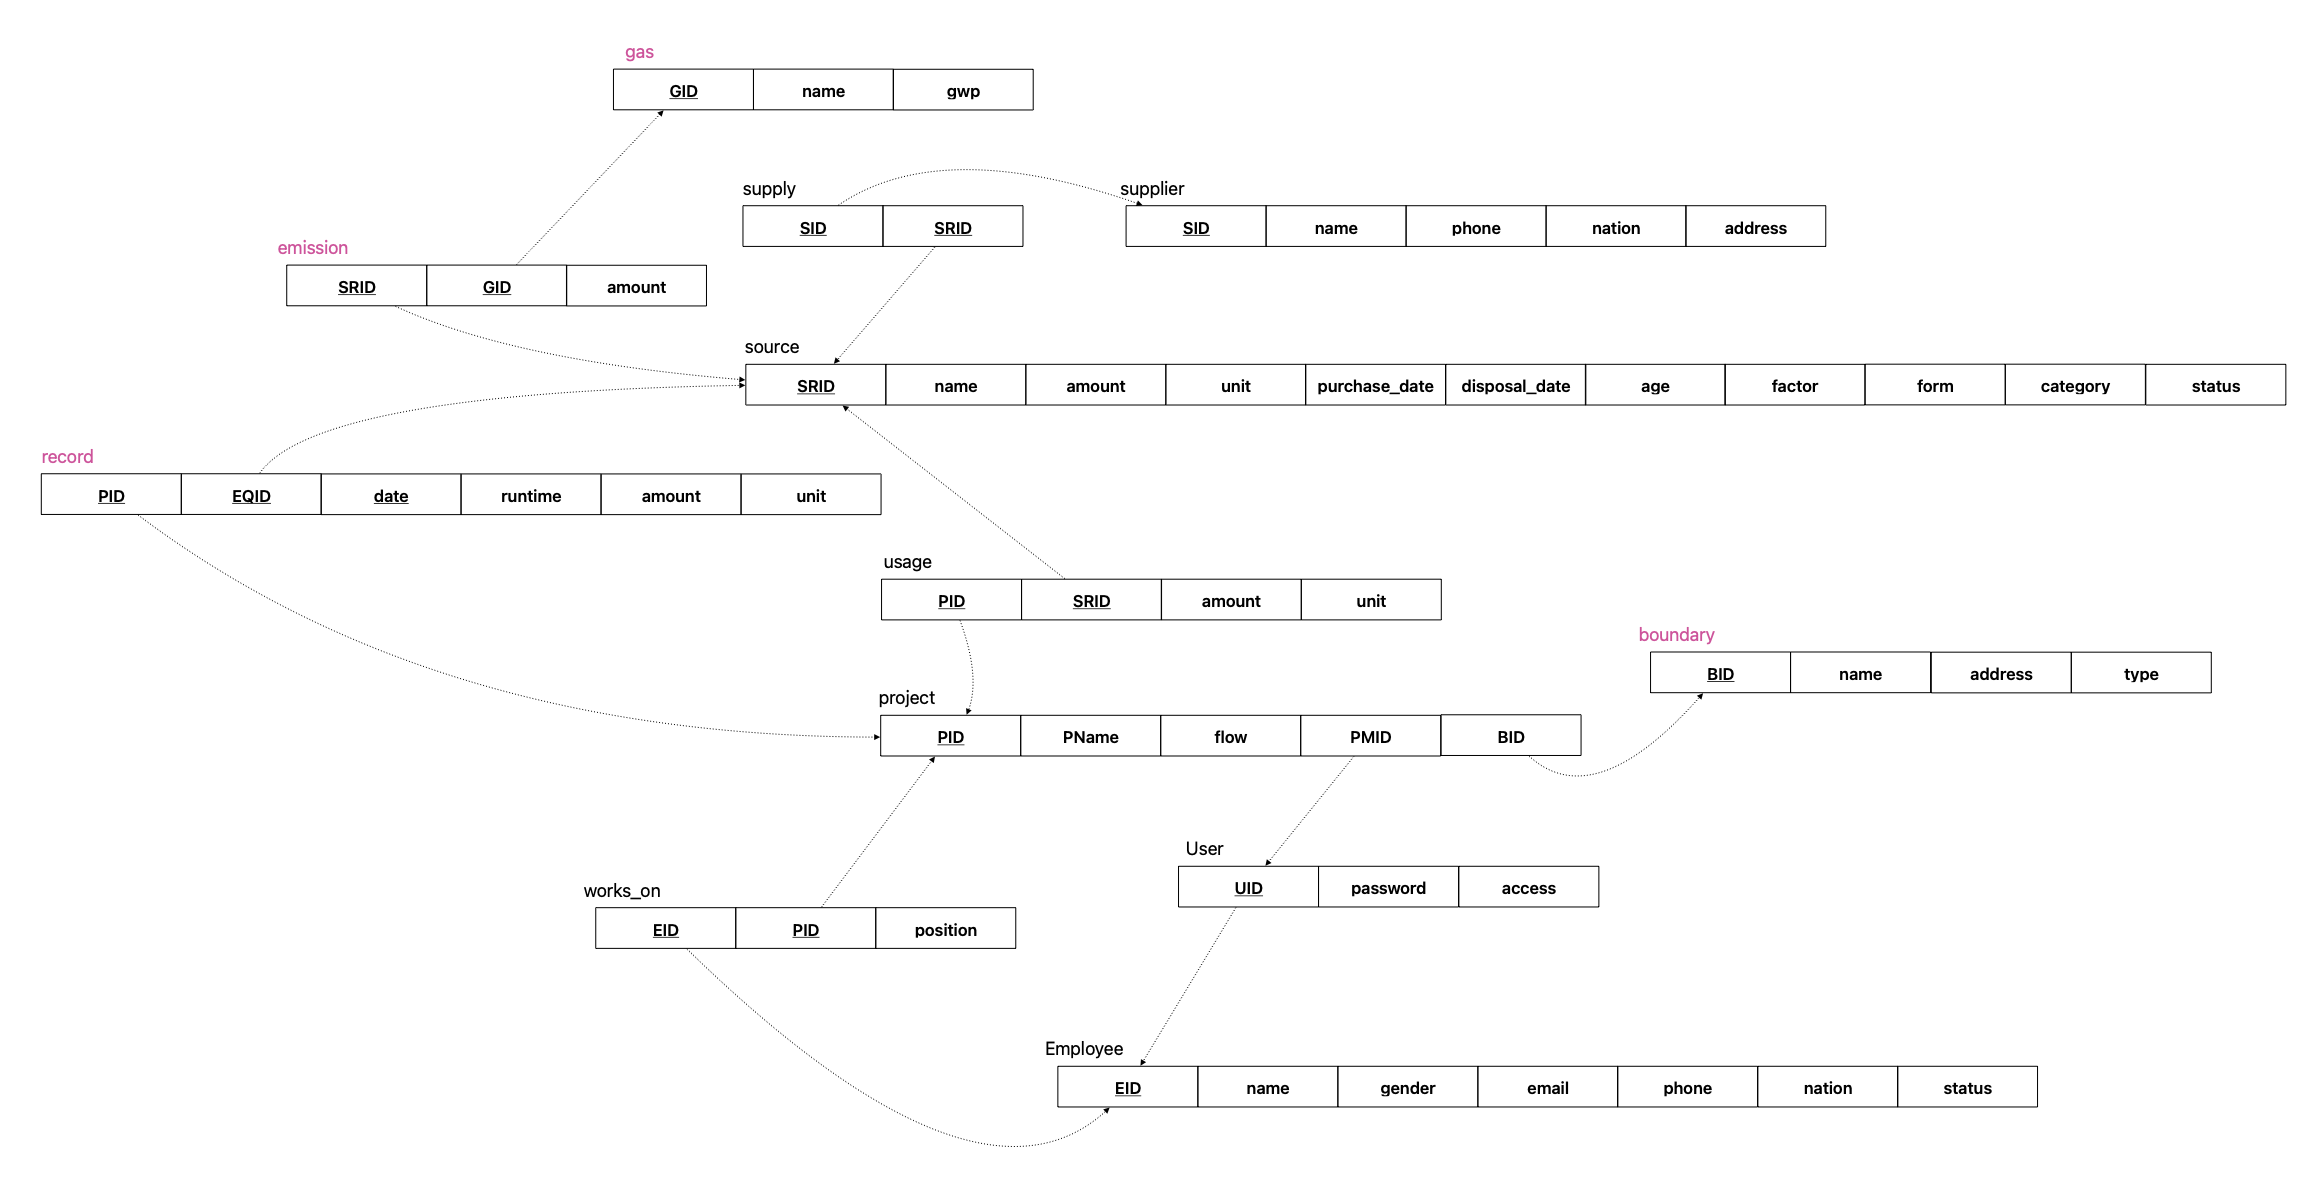 gas
GID name gwp
supply supplier
SID SRID SID name phone nation address
emission
SRID GID amount
source
SRID name amount unit purchase_date disposal_date age factor form category status
record
PID EQID date runtime amount unit
usage
PID SRID amount unit
boundary
BID name address type
project
PID PName flow PMID BID
User
UID password access
works_on
EID PID position
Employee
EID name gender email phone nation status